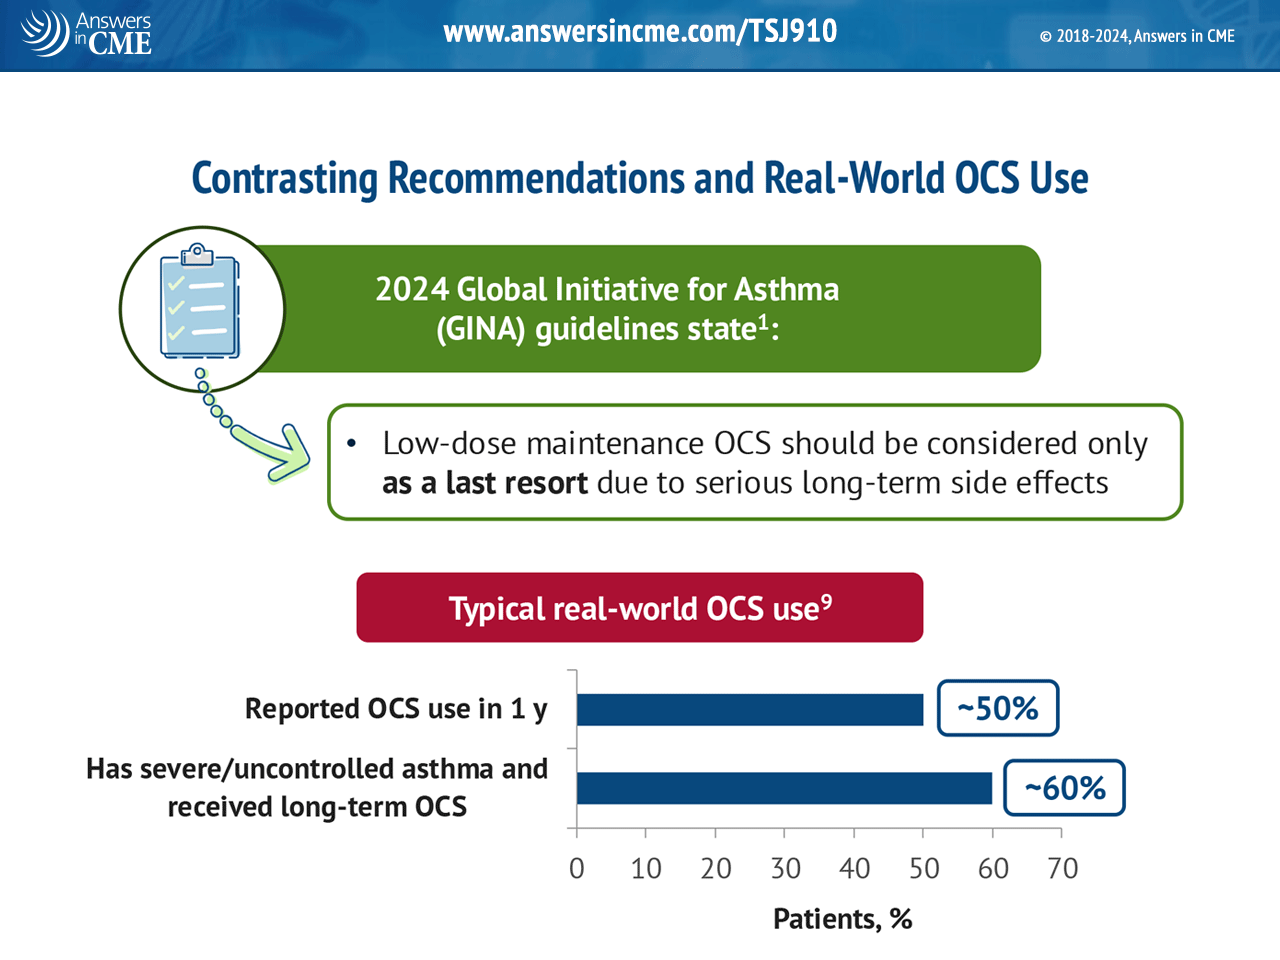 Answers
in CME
www.answersincme.com/TSJ910
© 2018-2024, Answers in CME
Contrasting Recommendations and Real-World OCS Use
2024 Global Initiative for Asthma
(GINA) guidelines state¹:
• Low-dose maintenance OCS should be considered only
as a last resort due to serious long-term side effects
Typical real-world OCS use⁹
Reported OCS use in 1 y
~50%
Has severe/uncontrolled asthma and
received long-term OCS
~60%
0 10 20 30 40 50 60 70
Patients, %